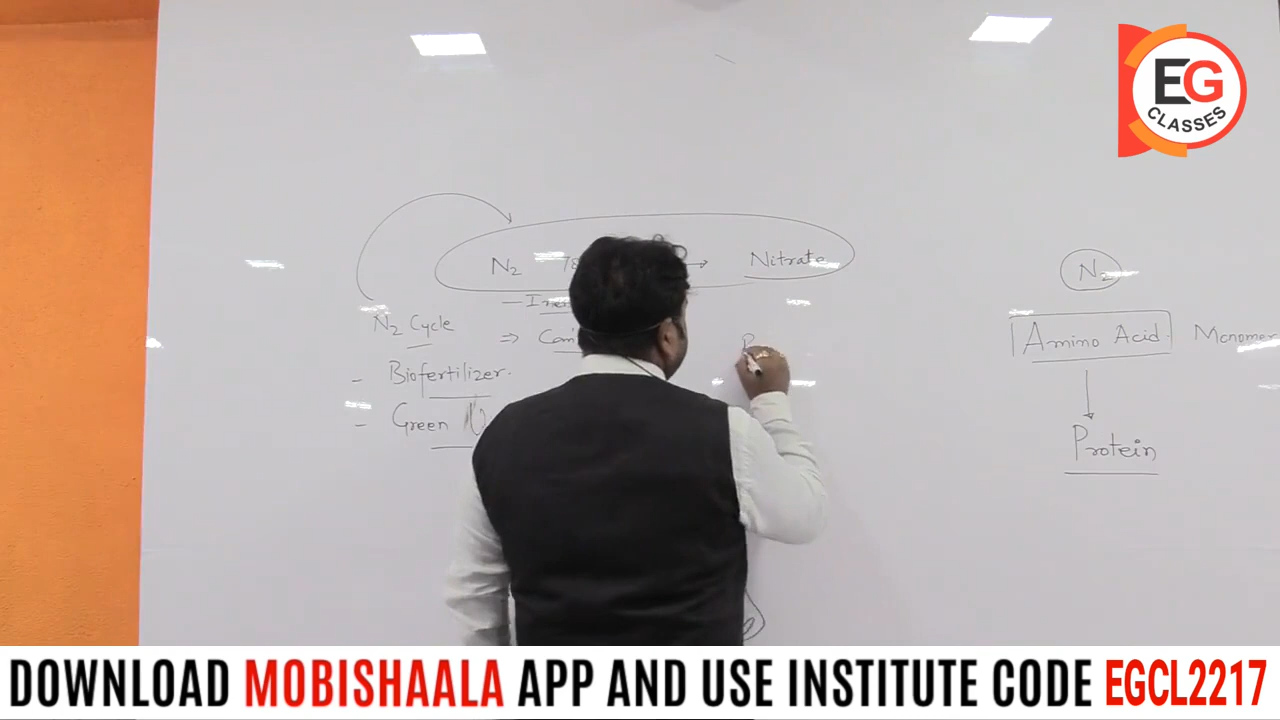 EG
CLASSES
N₂ → Nitrate
N₂ Cycle ⇒
- Biofertilizer.
- Green
N₂
Amino Acid.
Protein
DOWNLOAD MOBISHAALA APP AND USE INSTITUTE CODE EGCL2217